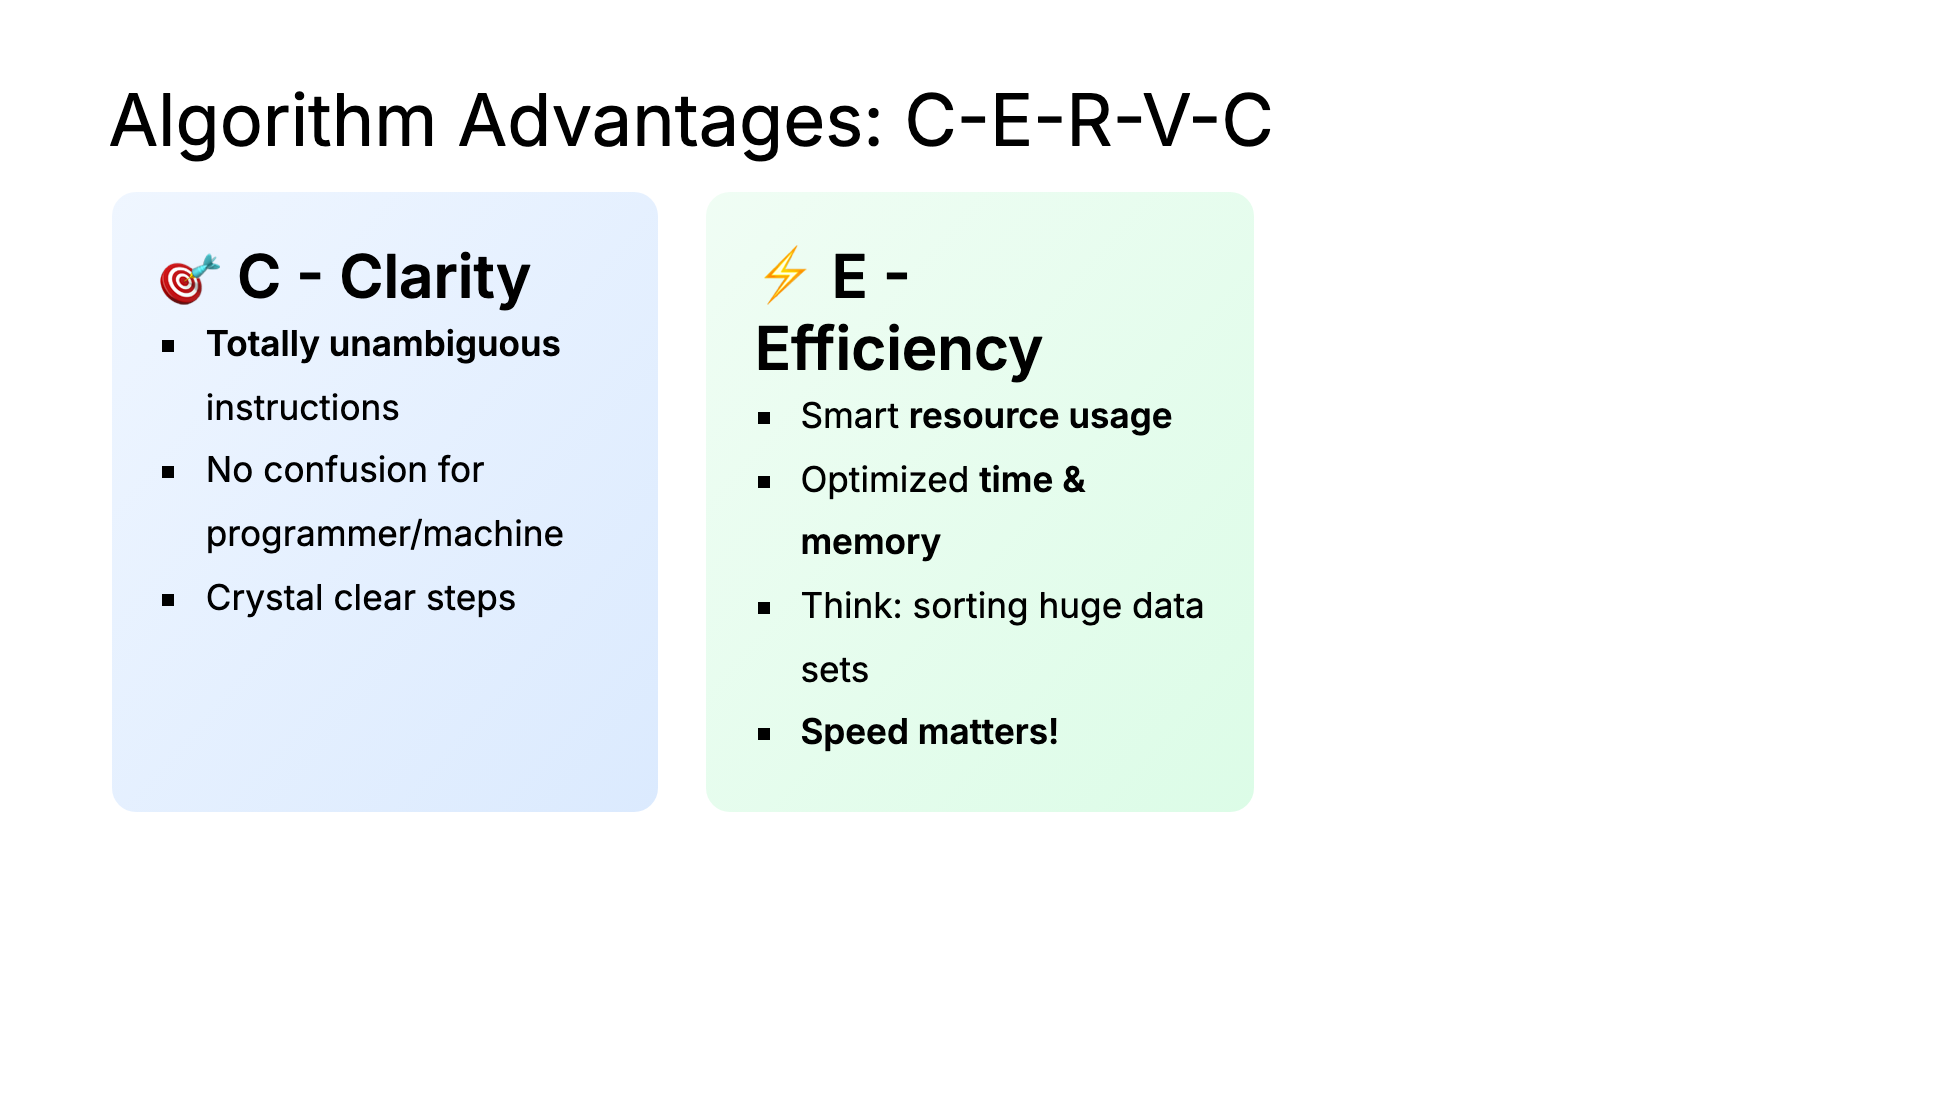 Algorithm Advantages: C-E-R-V-C
🎯 C - Clarity
▪ Totally unambiguous
instructions
▪ No confusion for
programmer/machine
▪ Crystal clear steps
⚡ E -
Efficiency
▪ Smart resource usage
▪ Optimized time &
memory
▪ Think: sorting huge data
sets
▪ Speed matters!